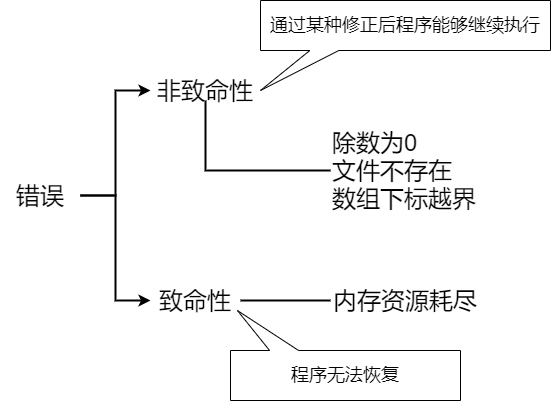 通过某种修正后程序能够继续执行
非致命性
除数为0
文件不存在
数组下标越界
错误
致命性
内存资源耗尽
程序无法恢复